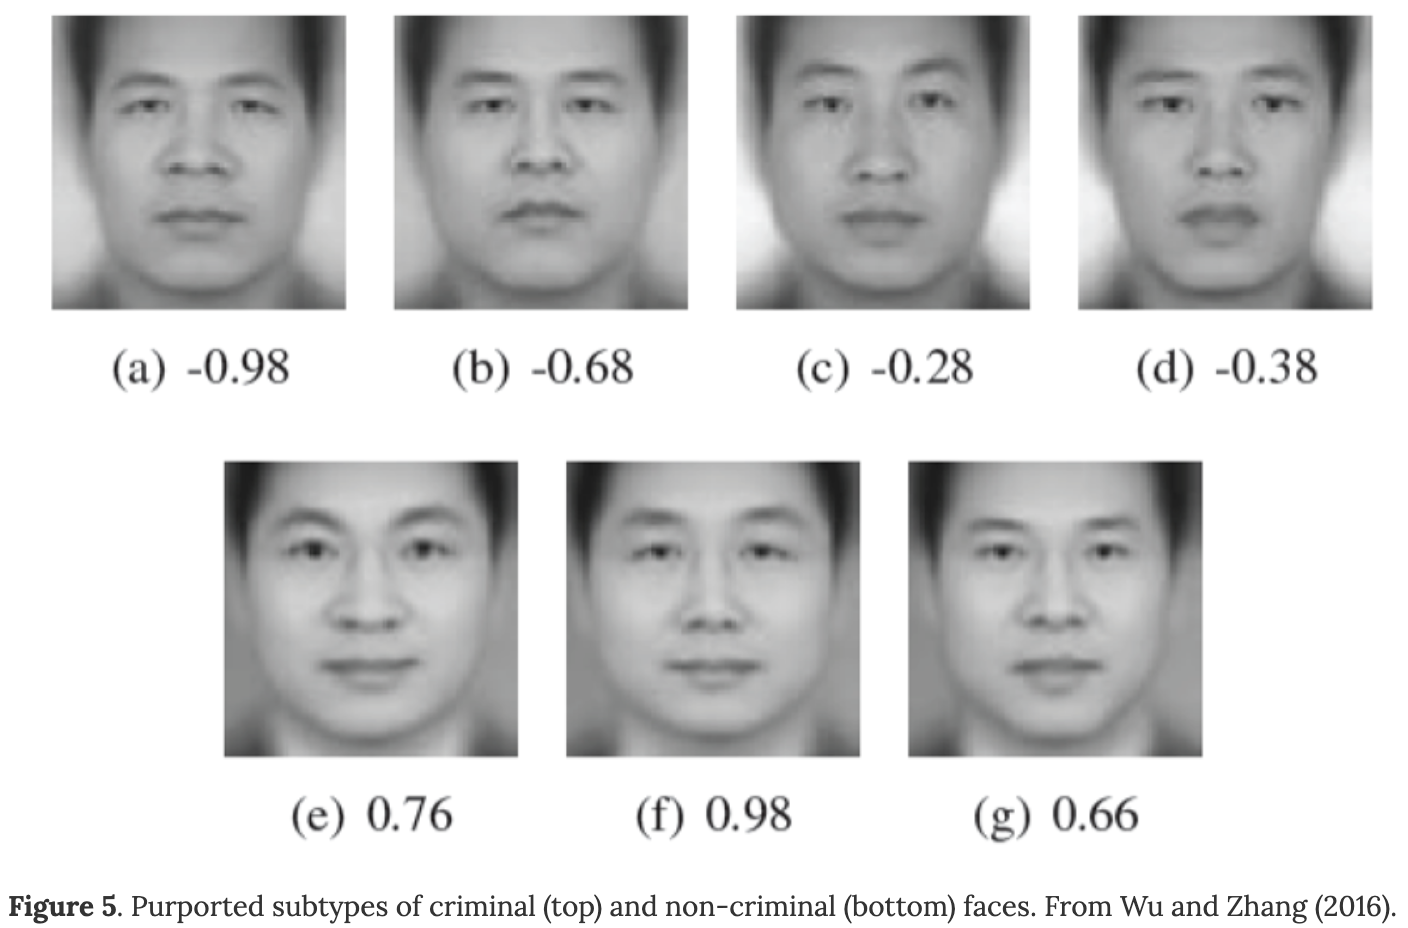 (a) -0.98 (b) -0.68 (c) -0.28 (d) -0.38
(e) 0.76 (f) 0.98 (g) 0.66
Figure 5. Purported subtypes of criminal (top) and non-criminal (bottom) faces. From Wu and Zhang (2016).